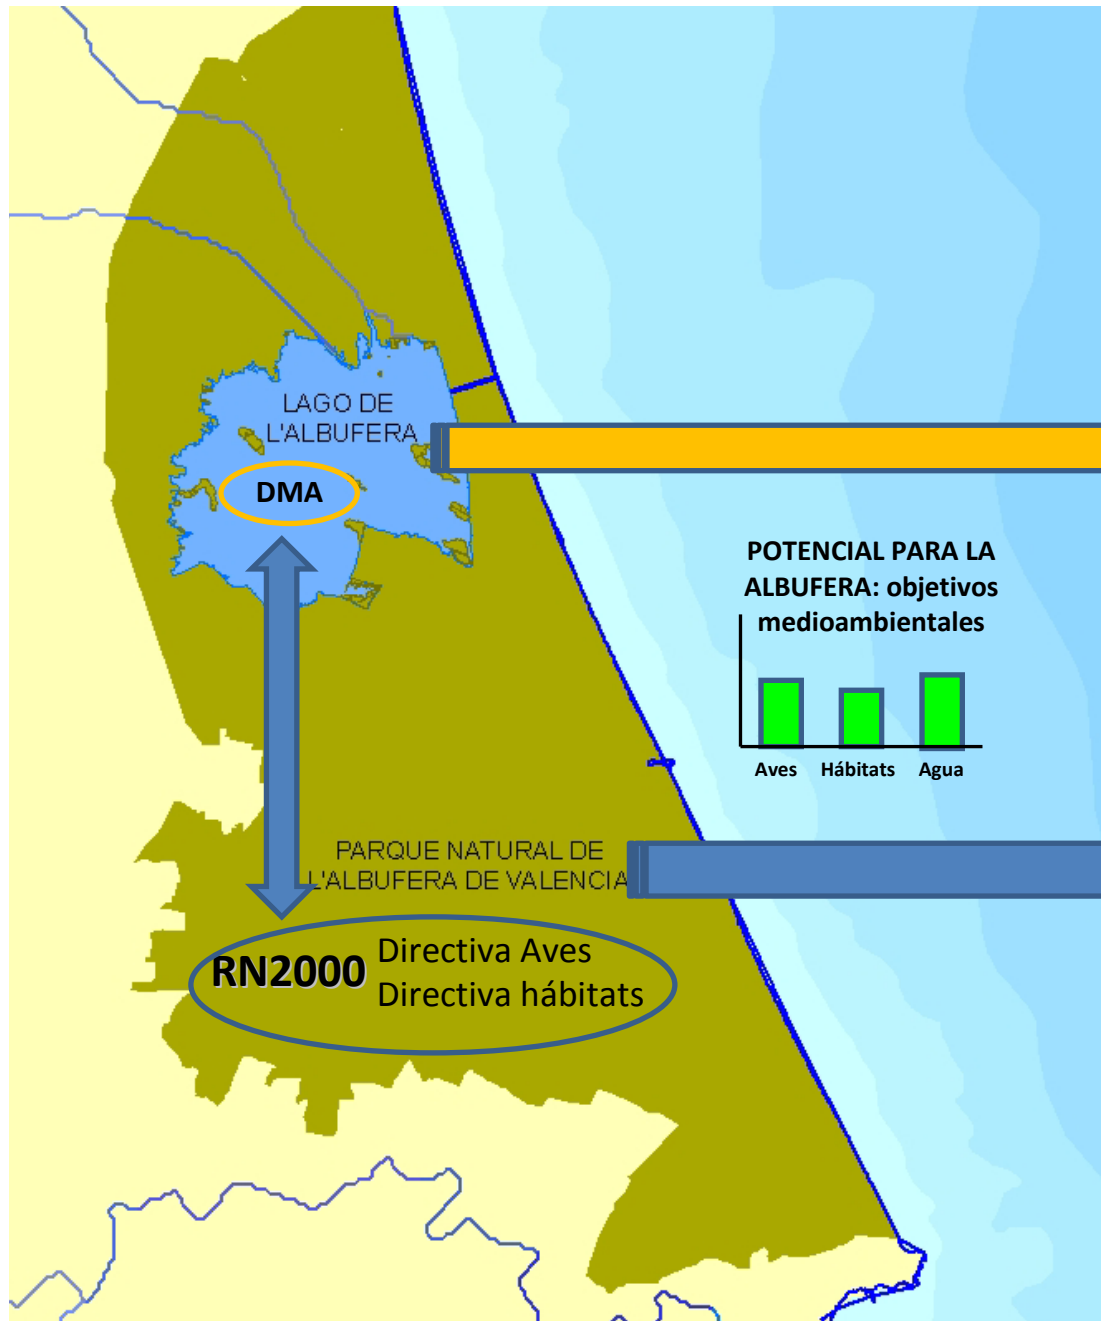 LAGO DE
L'ALBUFERA
DMA
POTENCIAL PARA LA
ALBUFERA: objetivos
medioambientales
Aves Hábitats Agua
PARQUE NATURAL DE
L'ALBUFERA DE VALENCIA
RN2000 Directiva Aves
Directiva hábitats